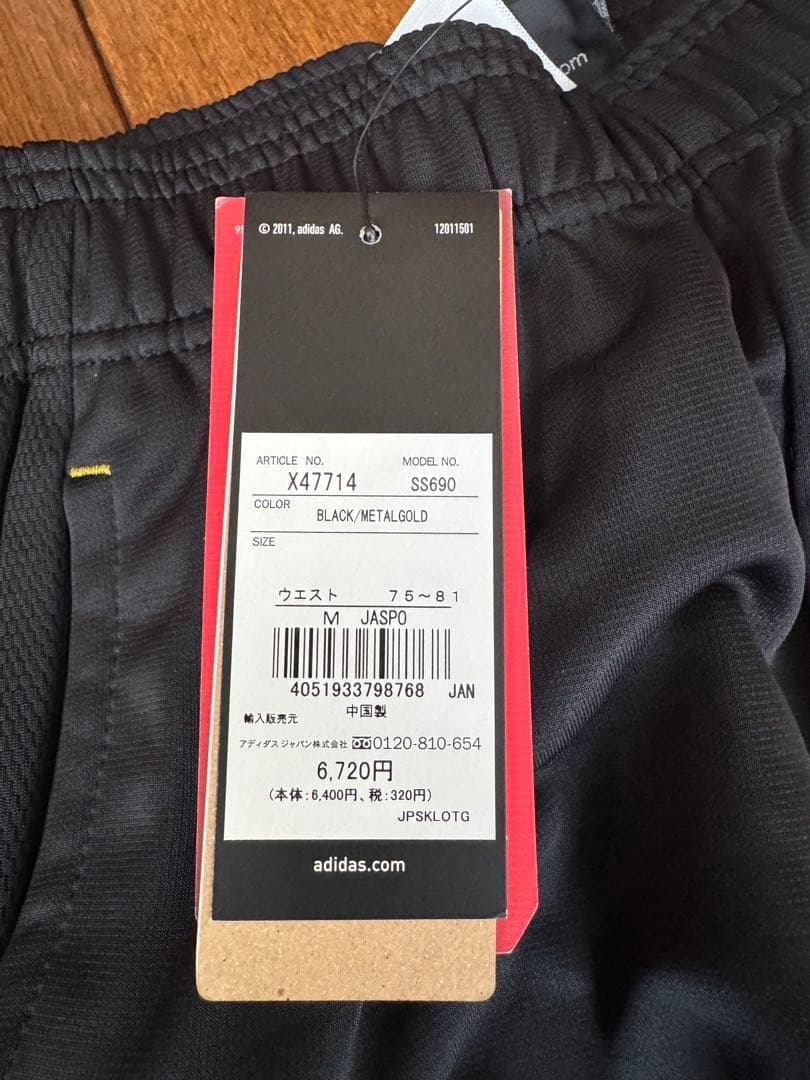 om
95
© 2011, adidas AG. 12011501
ARTICLE NO. MODEL NO.
X47714 SS690
COLOR
BLACK/METALGOLD
SIZE
ウエスト 75～81
M JASPO
4051933798768 JAN
中国製
輸入販売元
アディダス ジャパン株式会社 0120-810-654
6,720円
(本体:6,400円、税:320円)
JPSKLOTG
adidas.com